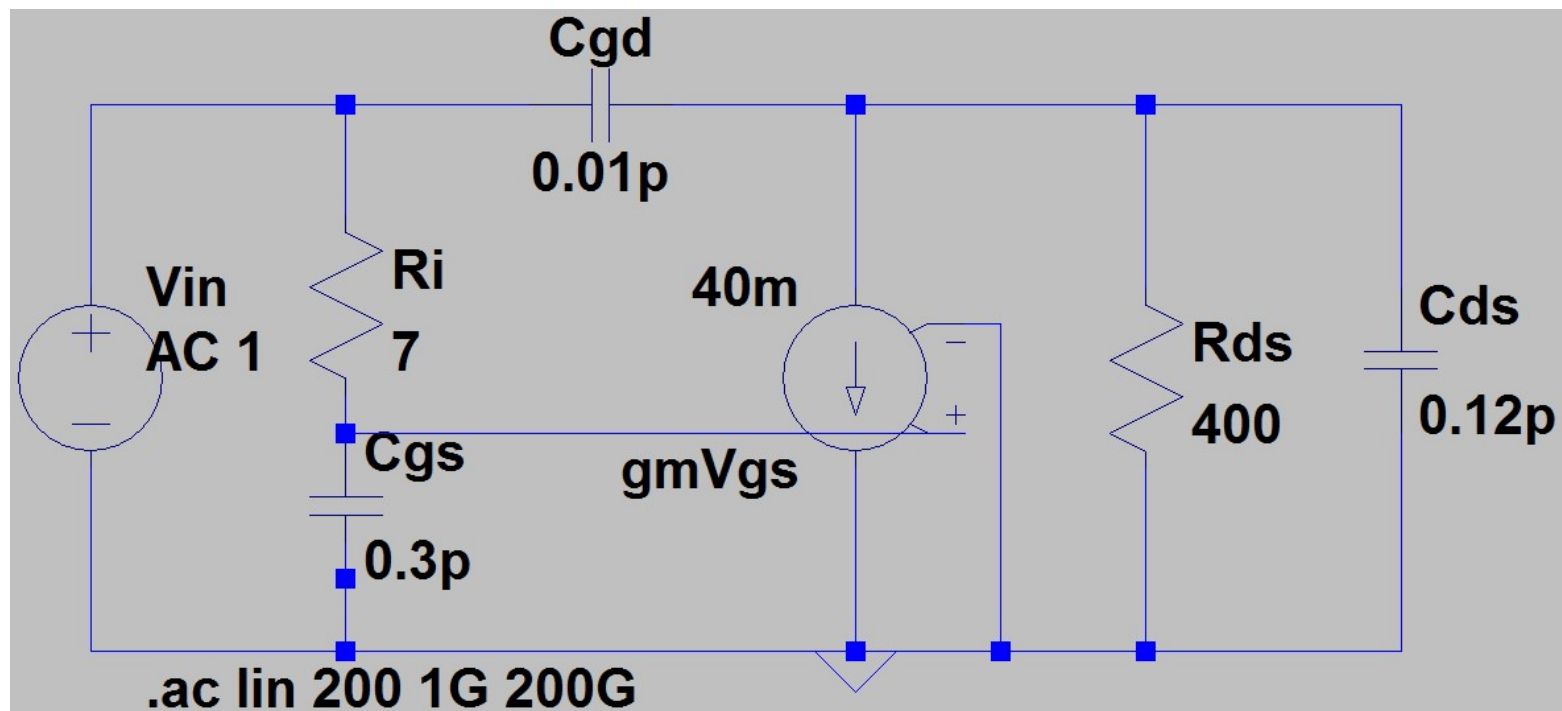 Cgd
0.01p
Vin
AC 1
Ri
7
40m
gmVgs
Cgs
0.3p
Rds
400
Cds
0.12p
.ac lin 200 1G 200G